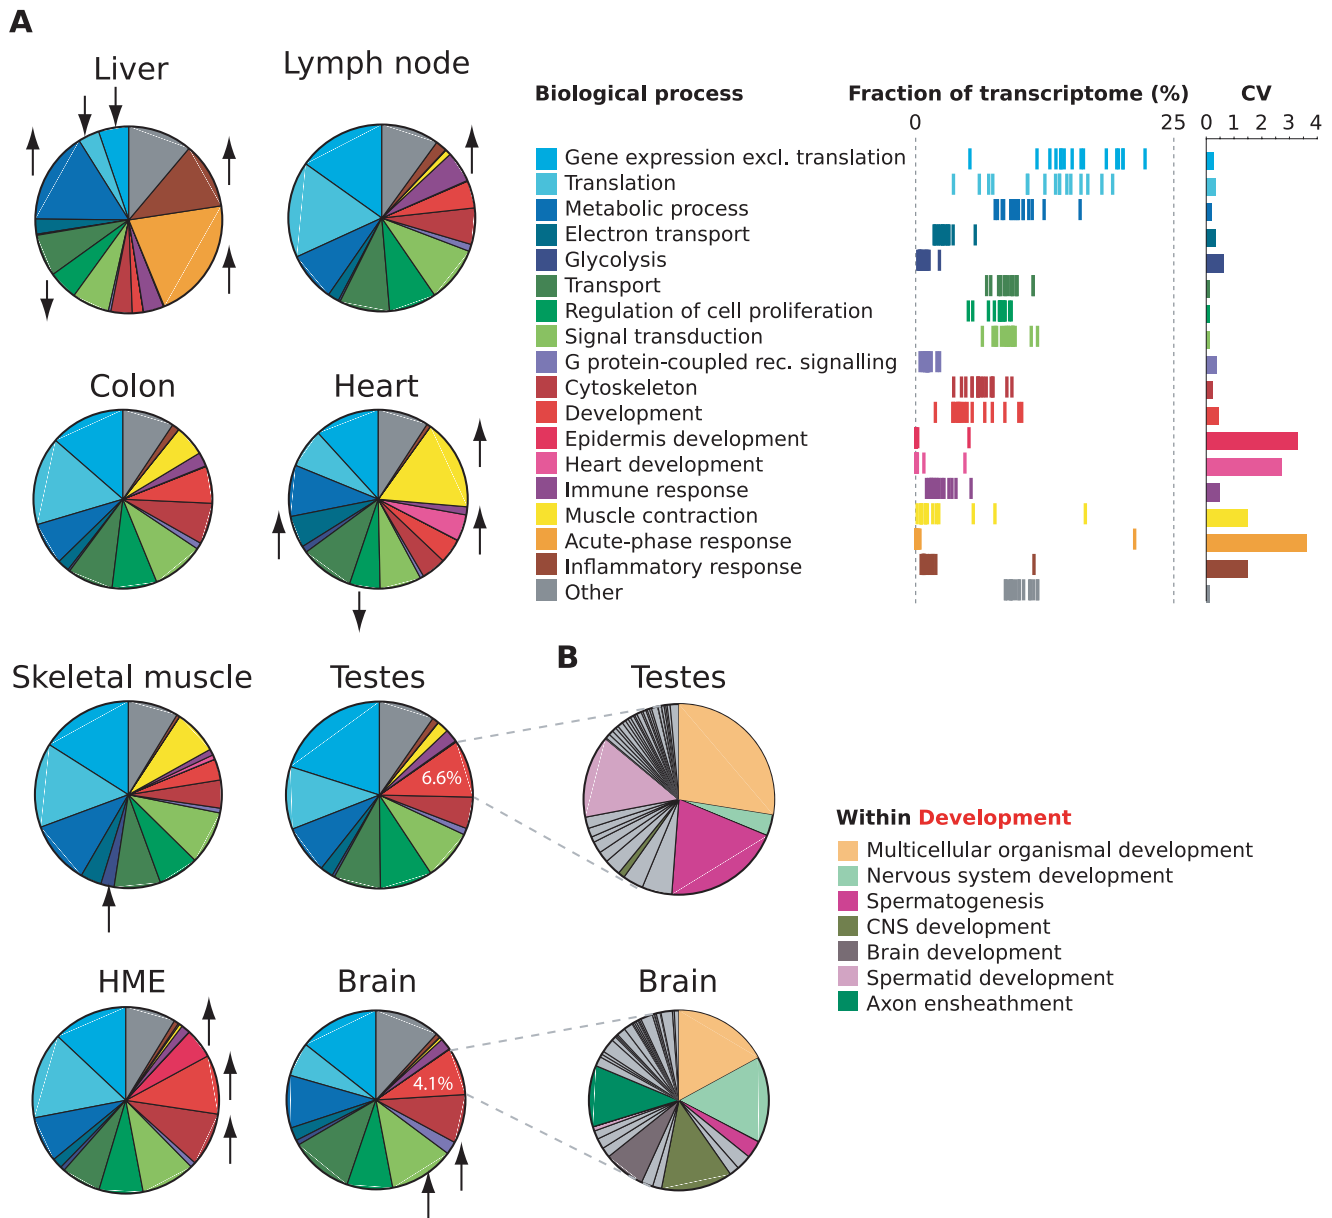 A
Liver
Lymph node
Biological process
Fraction of transcriptome (%)
CV
0
25
0 1 2 3 4
Gene expression excl. translation
Translation
Metabolic process
Electron transport
Glycolysis
Transport
Regulation of cell proliferation
Signal transduction
G protein-coupled rec. signalling
Cytoskeleton
Development
Epidermis development
Heart development
Immune response
Muscle contraction
Acute-phase response
Inflammatory response
Other
Colon
Heart
Skeletal muscle
Testes
B
Testes
6.6%
Within Development
Multicellular organismal development
Nervous system development
Spermatogenesis
CNS development
Brain development
Spermatid development
Axon ensheathment
HME
Brain
Brain
4.1%